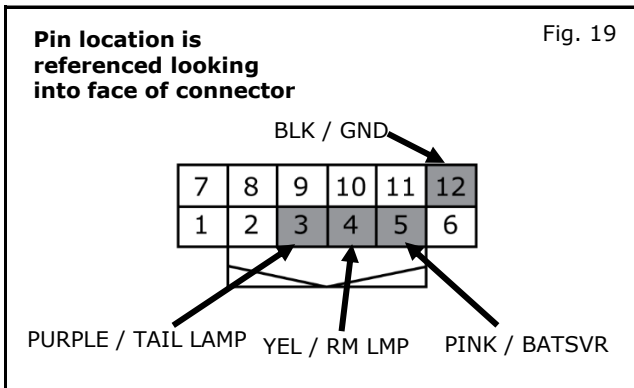 Pin location is
referenced looking
into face of connector
Fig. 19
BLK / GND
7 8 9 10 11 12
1 2 3 4 5 6
PURPLE / TAIL LAMP
YEL / RM LMP
PINK / BATSVR